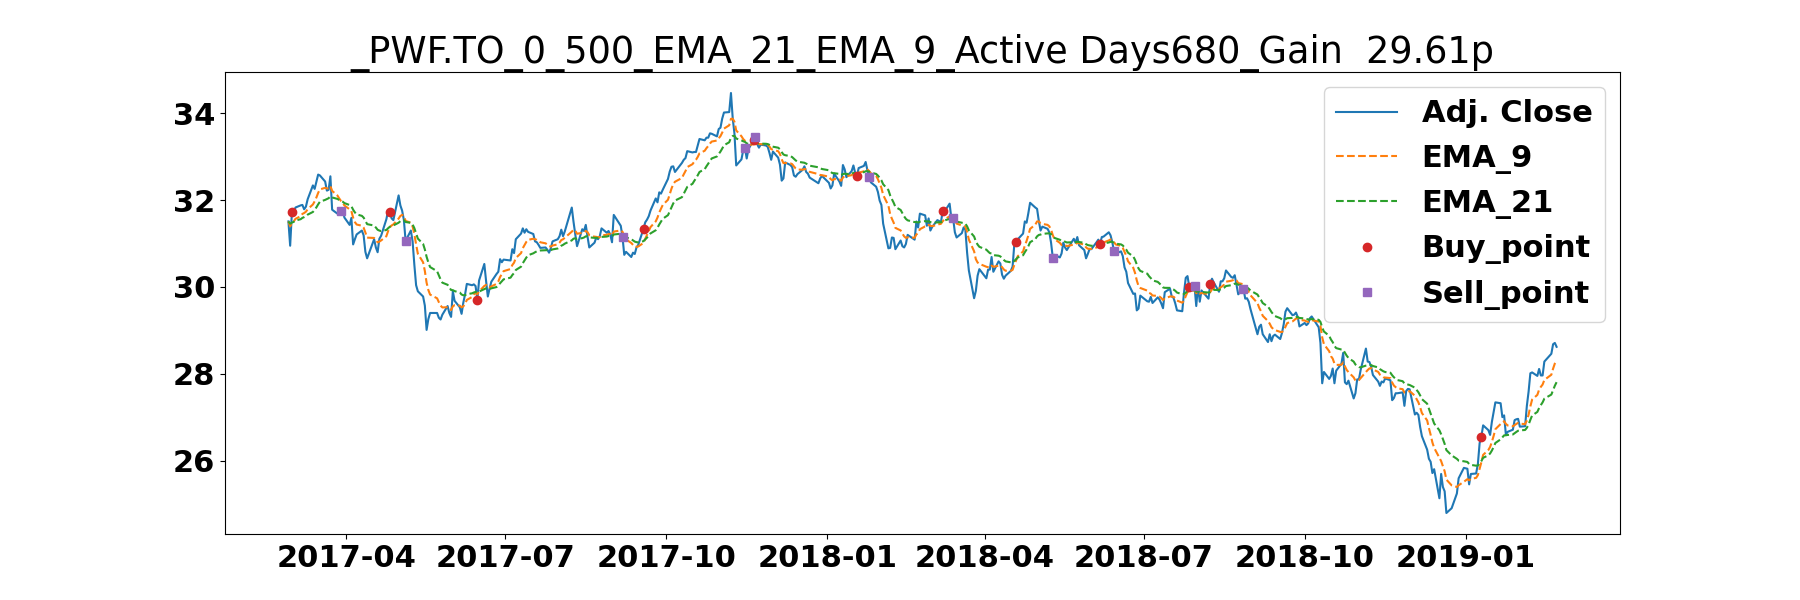 _PWF.TO_0_500_EMA_21_EMA_9_Active Days680_Gain  29.61p
34
32
30
28
26
2017-04 2017-07 2017-10 2018-01 2018-04 2018-07 2018-10 2019-01
Adj. Close
EMA_9
EMA_21
Buy_point
Sell_point